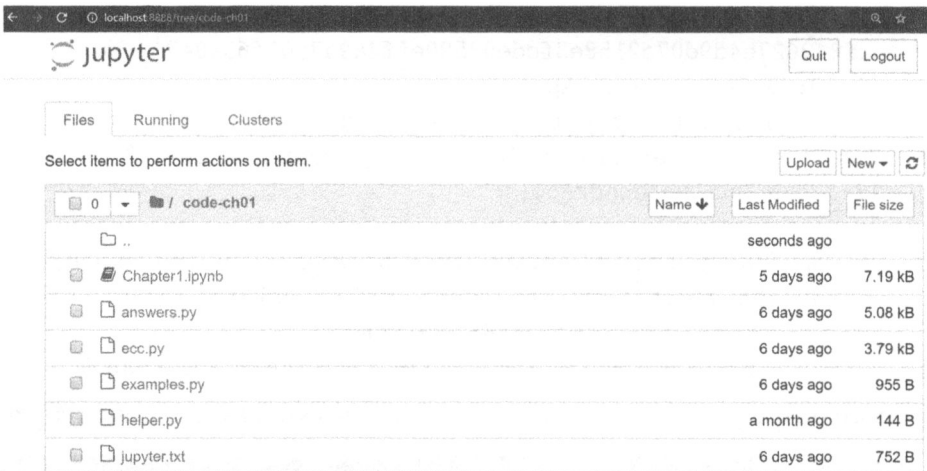 localhost:8888/tree/code-ch01
jupyter Quit Logout
Files Running Clusters
Select items to perform actions on them. Upload New
0 / code-ch01 Name Last Modified File size
.. seconds ago
Chapter1.ipynb 5 days ago 7.19 kB
answers.py 6 days ago 5.08 kB
ecc.py 6 days ago 3.79 kB
examples.py 6 days ago 955 B
helper.py a month ago 144 B
jupyter.txt 6 days ago 752 B